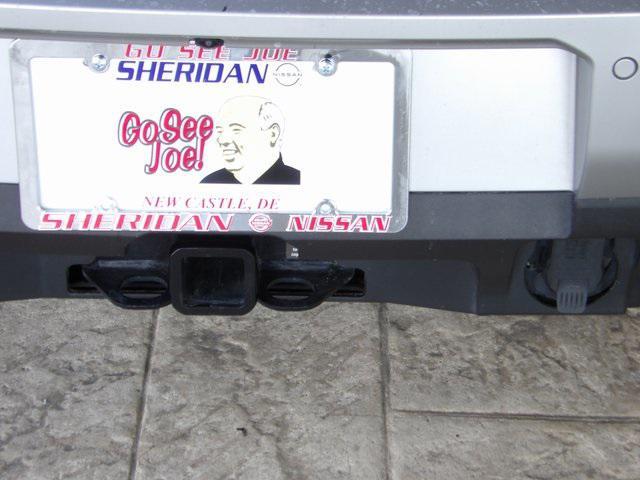 GO SEE JOE
SHERIDAN NISSAN
Go See
Joe!
NEW CASTLE, DE
SHERIDAN NISSAN